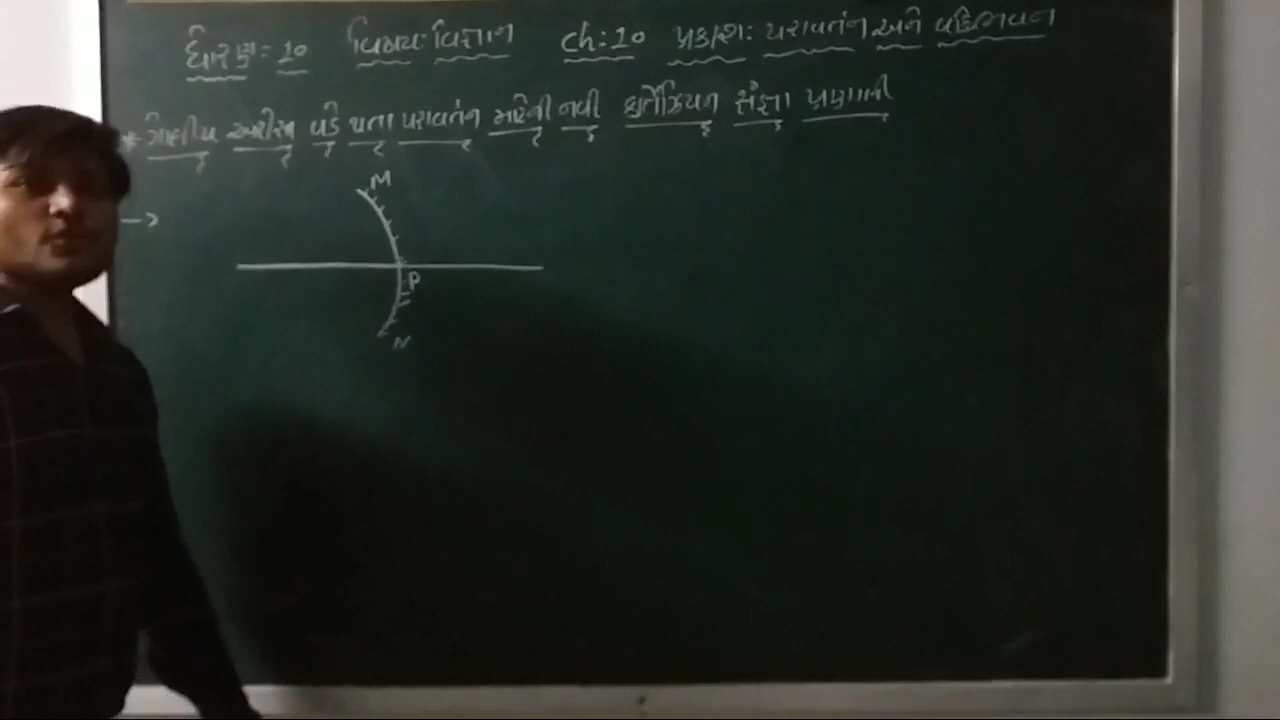 ધોરણ: 10 વિષય: વિજ્ઞાન ch: 10 પ્રકાશ: પરાવર્તન અને વક્રીભવન
* ગોલીય અરીસા વડે થતા પરાવર્તન માટેની નવી કાર્તેઝિયન સંજ્ઞા પ્રણાલી
→ M
P
N